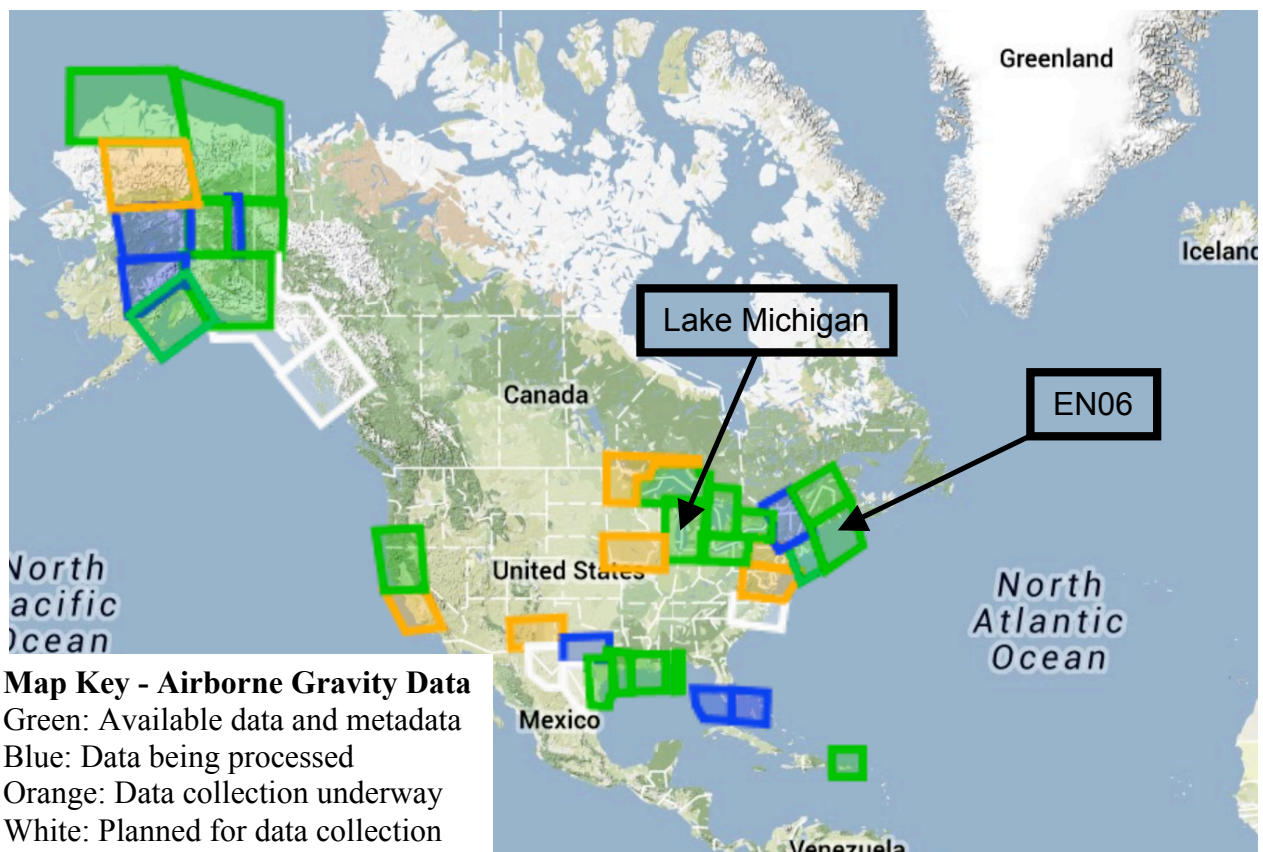 Greenland
Iceland
Lake Michigan
Canada
EN06
North
acific
Ocean
United States
North
Atlantic
Ocean
Map Key - Airborne Gravity Data
Green: Available data and metadata
Blue: Data being processed
Orange: Data collection underway
White: Planned for data collection
Mexico
Venezuela